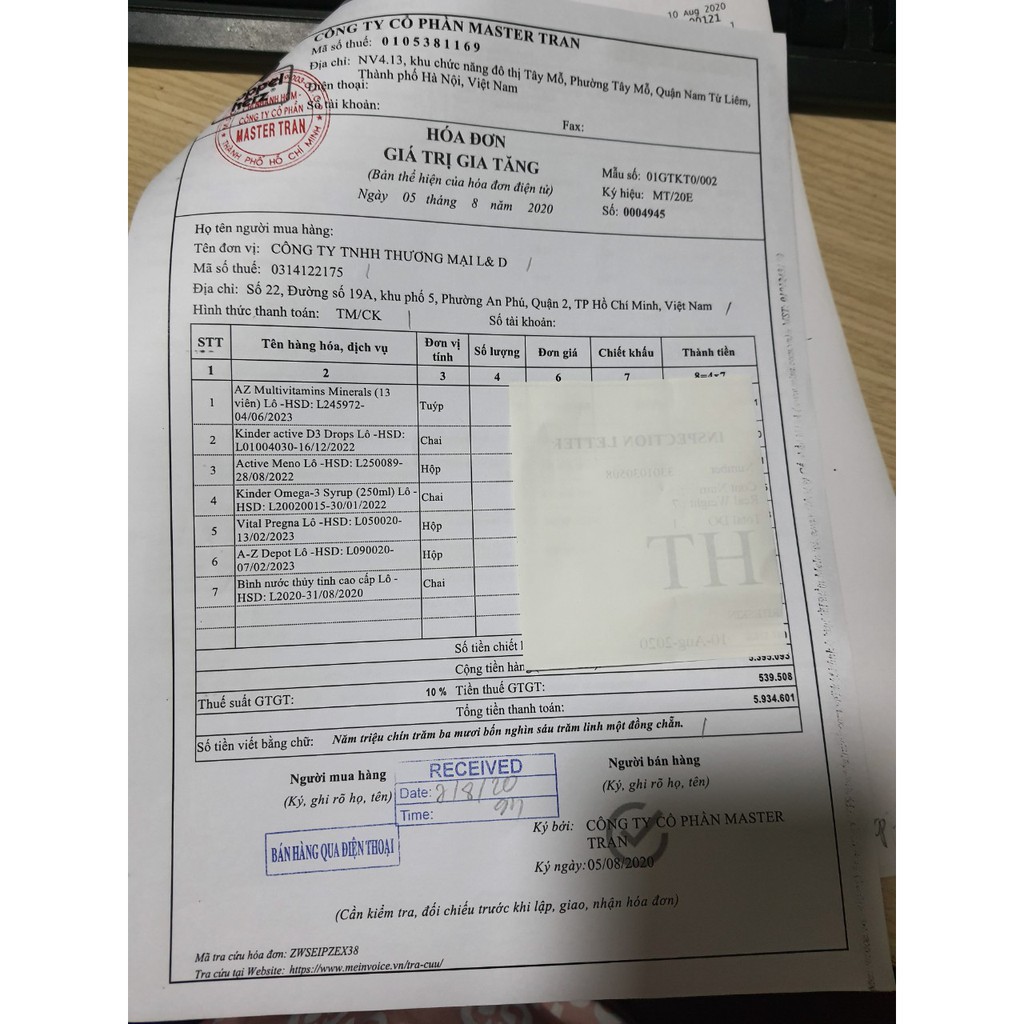 10 Aug 2020
CÔNG TY CỔ PHẦN MASTER TRAN
Mã số thuế: 0105381169
Địa chỉ: NV4.13, khu chức năng đô thị Tây Mỗ, Phường Tây Mỗ, Quận Nam Từ Liêm,
Thành phố Hà Nội, Việt Nam
Điện thoại:
Fax:
Số tài khoản:
CÔNG TY CỔ PHẦN
MASTER TRAN
THÀNH PHỐ HỒ CHÍ MINH
HÓA ĐƠN
GIÁ TRỊ GIA TĂNG
(Bản thể hiện của hóa đơn điện tử)
Ngày 05 tháng 8 năm 2020
Mẫu số: 01GTKT0/002
Ký hiệu: MT/20E
Số: 0004945
Họ tên người mua hàng:
Tên đơn vị: CÔNG TY TNHH THƯƠNG MẠI L& D
Mã số thuế: 0314122175
Địa chỉ: Số 22, Đường số 19A, khu phố 5, Phường An Phú, Quận 2, TP Hồ Chí Minh, Việt Nam
Hình thức thanh toán: TM/CK Số tài khoản:
STT Tên hàng hóa, dịch vụ Đơn vị tính Số lượng Đơn giá Chiết khấu Thành tiền
1 2 3 4 6 7
1 AZ Multivitamins Minerals (13
viên) Lô -HSD: L245972-
04/06/2023 Tuýp
2 Kinder active D3 Drops Lô -HSD:
L01004030-16/12/2022 Chai
3 Active Meno Lô -HSD: L250089-
28/08/2022 Hộp
4 Kinder Omega-3 Syrup (250ml) Lô -
HSD: L20020015-30/01/2022 Chai
5 Vital Pregna Lô -HSD: L050020-
13/02/2023 Hộp
6 A-Z Depot Lô -HSD: L090020-
07/02/2023 Hộp
7 Bình nước thủy tinh cao cấp Lô -
HSD: L2020-31/08/2020 Chai
Số tiền chiết
Cộng tiền hàng 5.395.093
Thuế suất GTGT: 10 % Tiền thuế GTGT: 539.508
Tổng tiền thanh toán: 5.934.601
Số tiền viết bằng chữ: Năm triệu chín trăm ba mươi bốn nghìn sáu trăm linh một đồng chẵn.
Người mua hàng
(Ký, ghi rõ họ, tên)
RECEIVED
Date:
Time:
BÁN HÀNG QUA ĐIỆN THOẠI
Người bán hàng
(Ký, ghi rõ họ, tên)
Ký bởi: CÔNG TY CỔ PHẦN MASTER
TRAN
Ký ngày: 05/08/2020
(Cần kiểm tra, đối chiếu trước khi lập, giao, nhận hóa đơn)
Mã tra cứu hóa đơn: ZWSEIPZEX38
Tra cứu tại Website: https://www.meinvoice.vn/tra-cuu/